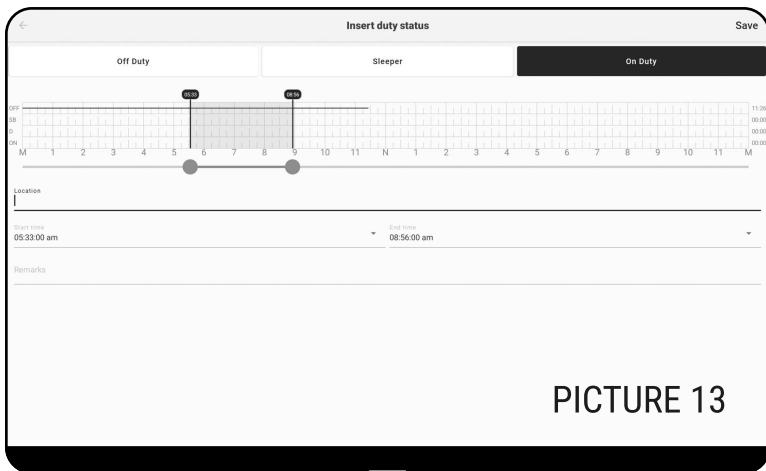 Insert duty status
Save
Off Duty
Sleeper
On Duty
05:33
08:56
OFF
11:26
SB
00:00
D
00:00
ON
00:00
M 1 2 3 4 5 6 7 8 9 10 11 N 1 2 3 4 5 6 7 8 9 10 11 M
Location
Start time
End time
05:33:00 am
08:56:00 am
Remarks
PICTURE 13